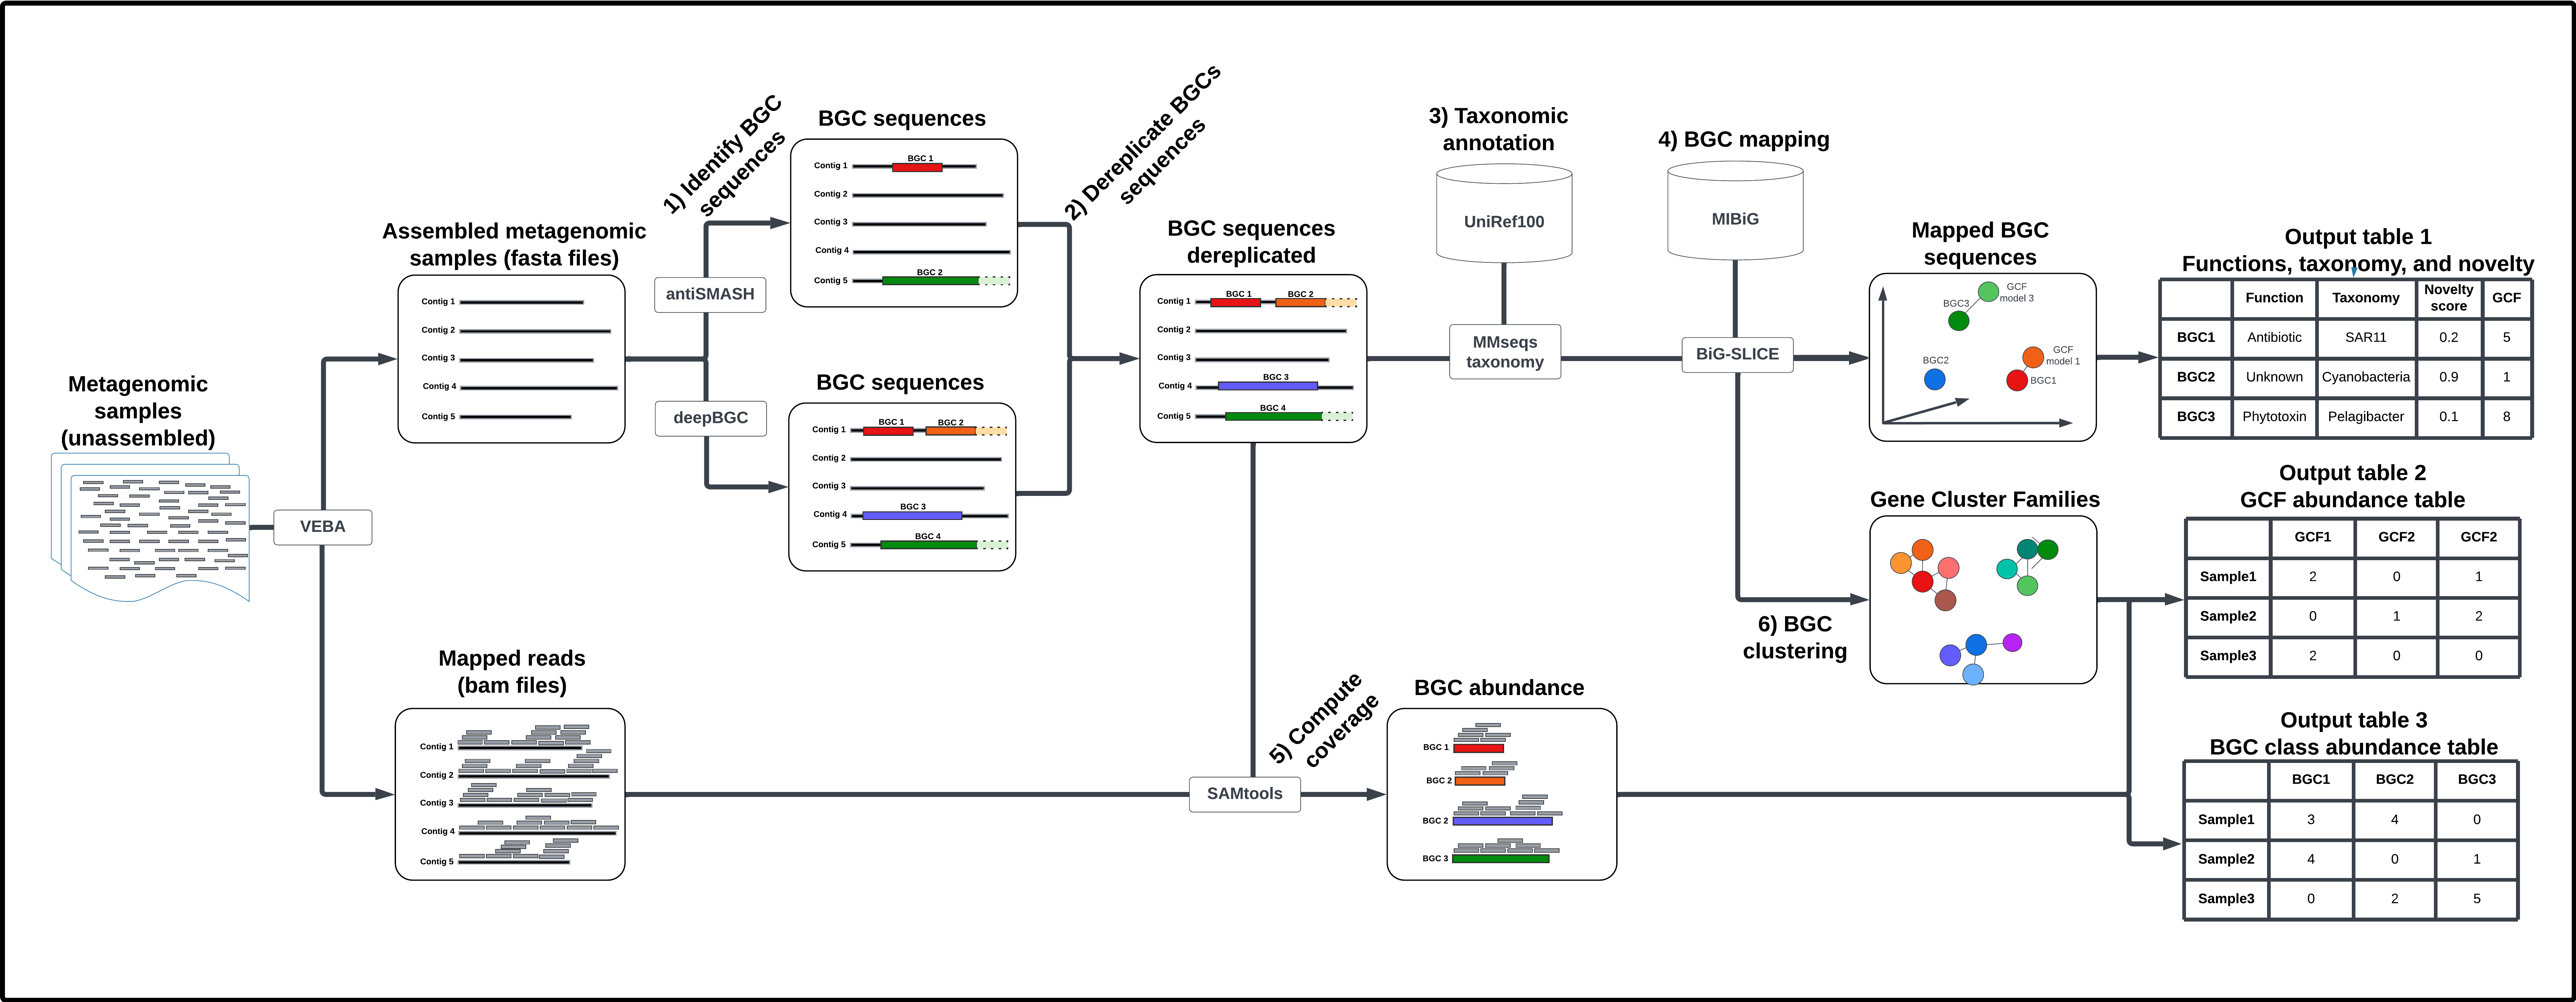 Metagenomic
samples
(unassembled)
VEBA
Assembled metagenomic
samples (fasta files)
Contig 1
Contig 2
Contig 3
Contig 4
Contig 5
Mapped reads
(bam files)
Contig 1
Contig 2
Contig 3
Contig 4
Contig 5
1) Identify BGC
sequences
antiSMASH
deepBGC
BGC sequences
BGC 1
Contig 1
Contig 2
Contig 3
Contig 4
BGC 2
Contig 5
BGC sequences
BGC 1 BGC 2
Contig 1
Contig 2
Contig 3
BGC 3
Contig 4
BGC 4
Contig 5
2) Dereplicate BGCs
sequences
BGC sequences
dereplicated
BGC 1 BGC 2
Contig 1
Contig 2
Contig 3
BGC 3
Contig 4
BGC 4
Contig 5
3) Taxonomic
annotation
UniRef100
MMseqs
taxonomy
4) BGC mapping
MIBiG
BiG-SLICE
5) Compute
coverage
SAMtools
BGC abundance
BGC 1
BGC 2
BGC 2
BGC 3
6) BGC
clustering
Mapped BGC
sequences
GCF
model 3
BGC3
BGC2
GCF
model 1
BGC1
Gene Cluster Families
Output table 1
Functions, taxonomy, and novelty
Function Taxonomy Novelty score GCF
BGC1 Antibiotic SAR11 0.2 5
BGC2 Unknown Cyanobacteria 0.9 1
BGC3 Phytotoxin Pelagibacter 0.1 8
Output table 2
GCF abundance table
GCF1 GCF2 GCF2
Sample1 2 0 1
Sample2 0 1 2
Sample3 2 0 0
Output table 3
BGC class abundance table
BGC1 BGC2 BGC3
Sample1 3 4 0
Sample2 4 0 1
Sample3 0 2 5